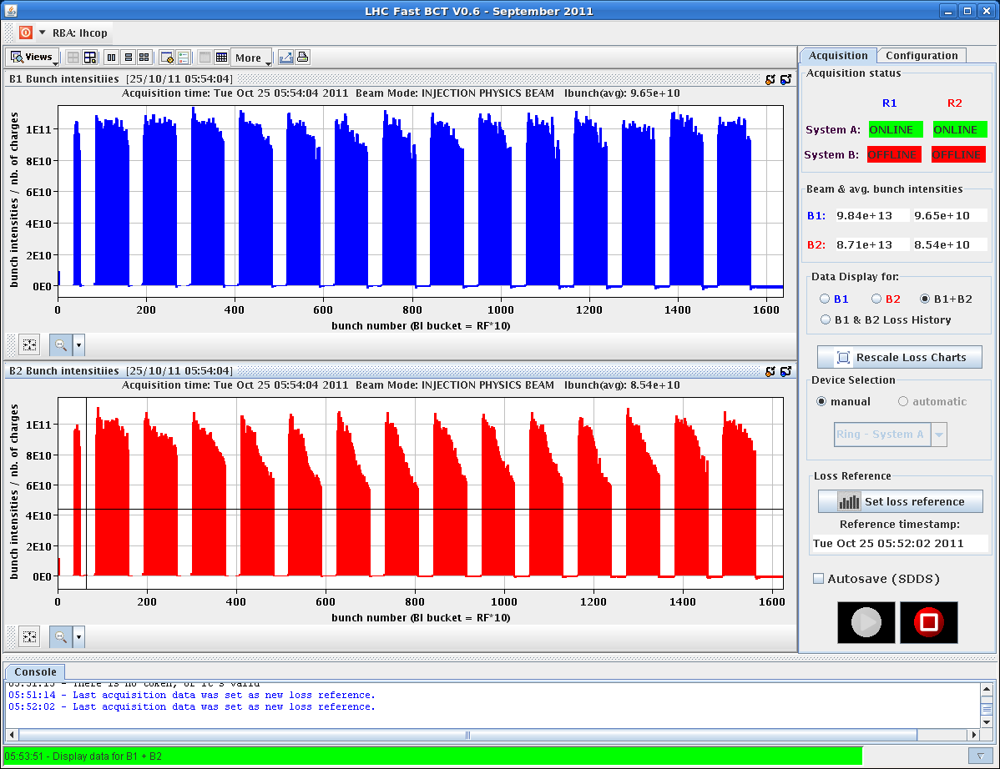 LHC Fast BCT V0.6 - September 2011
RBA: lhcop
Views
More
B1 Bunch intensitiies [25/10/11 05:54:04]
Acquisition time: Tue Oct 25 05:54:04 2011 Beam Mode: INJECTION PHYSICS BEAM Ibunch(avg): 9.65e+10
bunch intensities / nb. of charges
1E11
8E10
6E10
4E10
2E10
0E0
0 200 400 600 800 1000 1200 1400 1600
bunch number (BI bucket = RF*10)
B2 Bunch intensitiies [25/10/11 05:54:04]
Acquisition time: Tue Oct 25 05:54:04 2011 Beam Mode: INJECTION PHYSICS BEAM Ibunch(avg): 8.54e+10
bunch intensities / nb. of charges
1E11
8E10
6E10
4E10
2E10
0E0
0 200 400 600 800 1000 1200 1400 1600
bunch number (BI bucket = RF*10)
Acquisition Configuration
Acquisition status
R1 R2
System A: ONLINE ONLINE
System B: OFFLINE OFFLINE
Beam & avg. bunch intensities
B1: 9.84e+13 9.65e+10
B2: 8.71e+13 8.54e+10
Data Display for:
B1 B2 B1+B2
B1 & B2 Loss History
Rescale Loss Charts
Device Selection
manual automatic
Ring - System A
Loss Reference
Set loss reference
Reference timestamp:
Tue Oct 25 05:52:02 2011
Autosave (SDDS)
Console
05:51:13 - There is no token, or it's valid
05:51:14 - Last acquisition data was set as new loss reference.
05:52:02 - Last acquisition data was set as new loss reference.
05:53:51 - Display data for B1 + B2